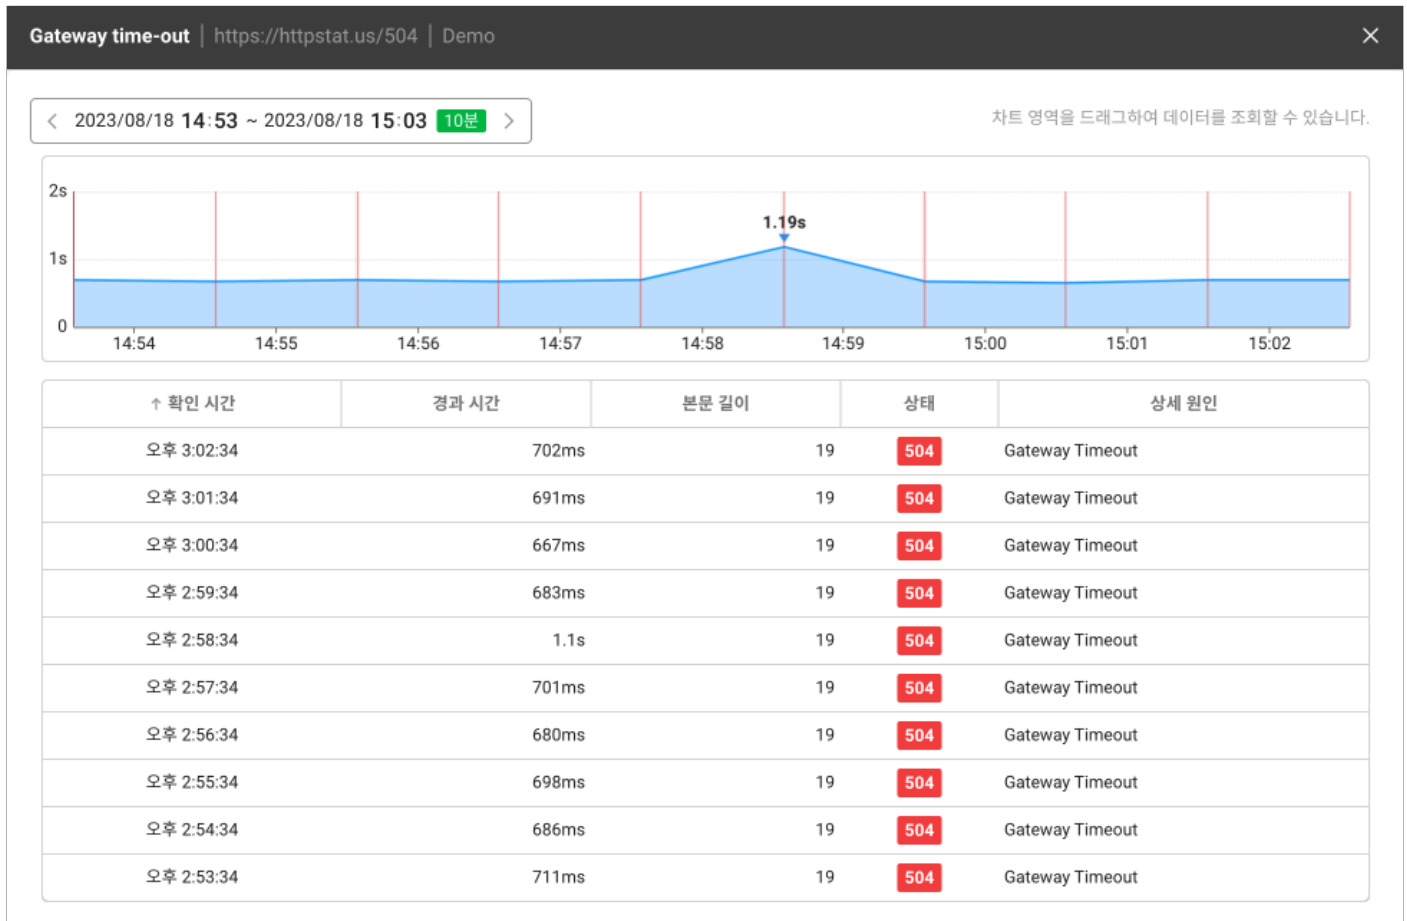 Gateway time-out | https://httpstat.us/504 | Demo
2023/08/18 14:53 ~ 2023/08/18 15:03 10분
차트 영역을 드래그하여 데이터를 조회할 수 있습니다.
2s
1.19s
1s
0
14:54 14:55 14:56 14:57 14:58 14:59 15:00 15:01 15:02
↑ 확인 시간 경과 시간 본문 길이 상태 상세 원인
오후 3:02:34 702ms 19 504 Gateway Timeout
오후 3:01:34 691ms 19 504 Gateway Timeout
오후 3:00:34 667ms 19 504 Gateway Timeout
오후 2:59:34 683ms 19 504 Gateway Timeout
오후 2:58:34 1.1s 19 504 Gateway Timeout
오후 2:57:34 701ms 19 504 Gateway Timeout
오후 2:56:34 680ms 19 504 Gateway Timeout
오후 2:55:34 698ms 19 504 Gateway Timeout
오후 2:54:34 686ms 19 504 Gateway Timeout
오후 2:53:34 711ms 19 504 Gateway Timeout